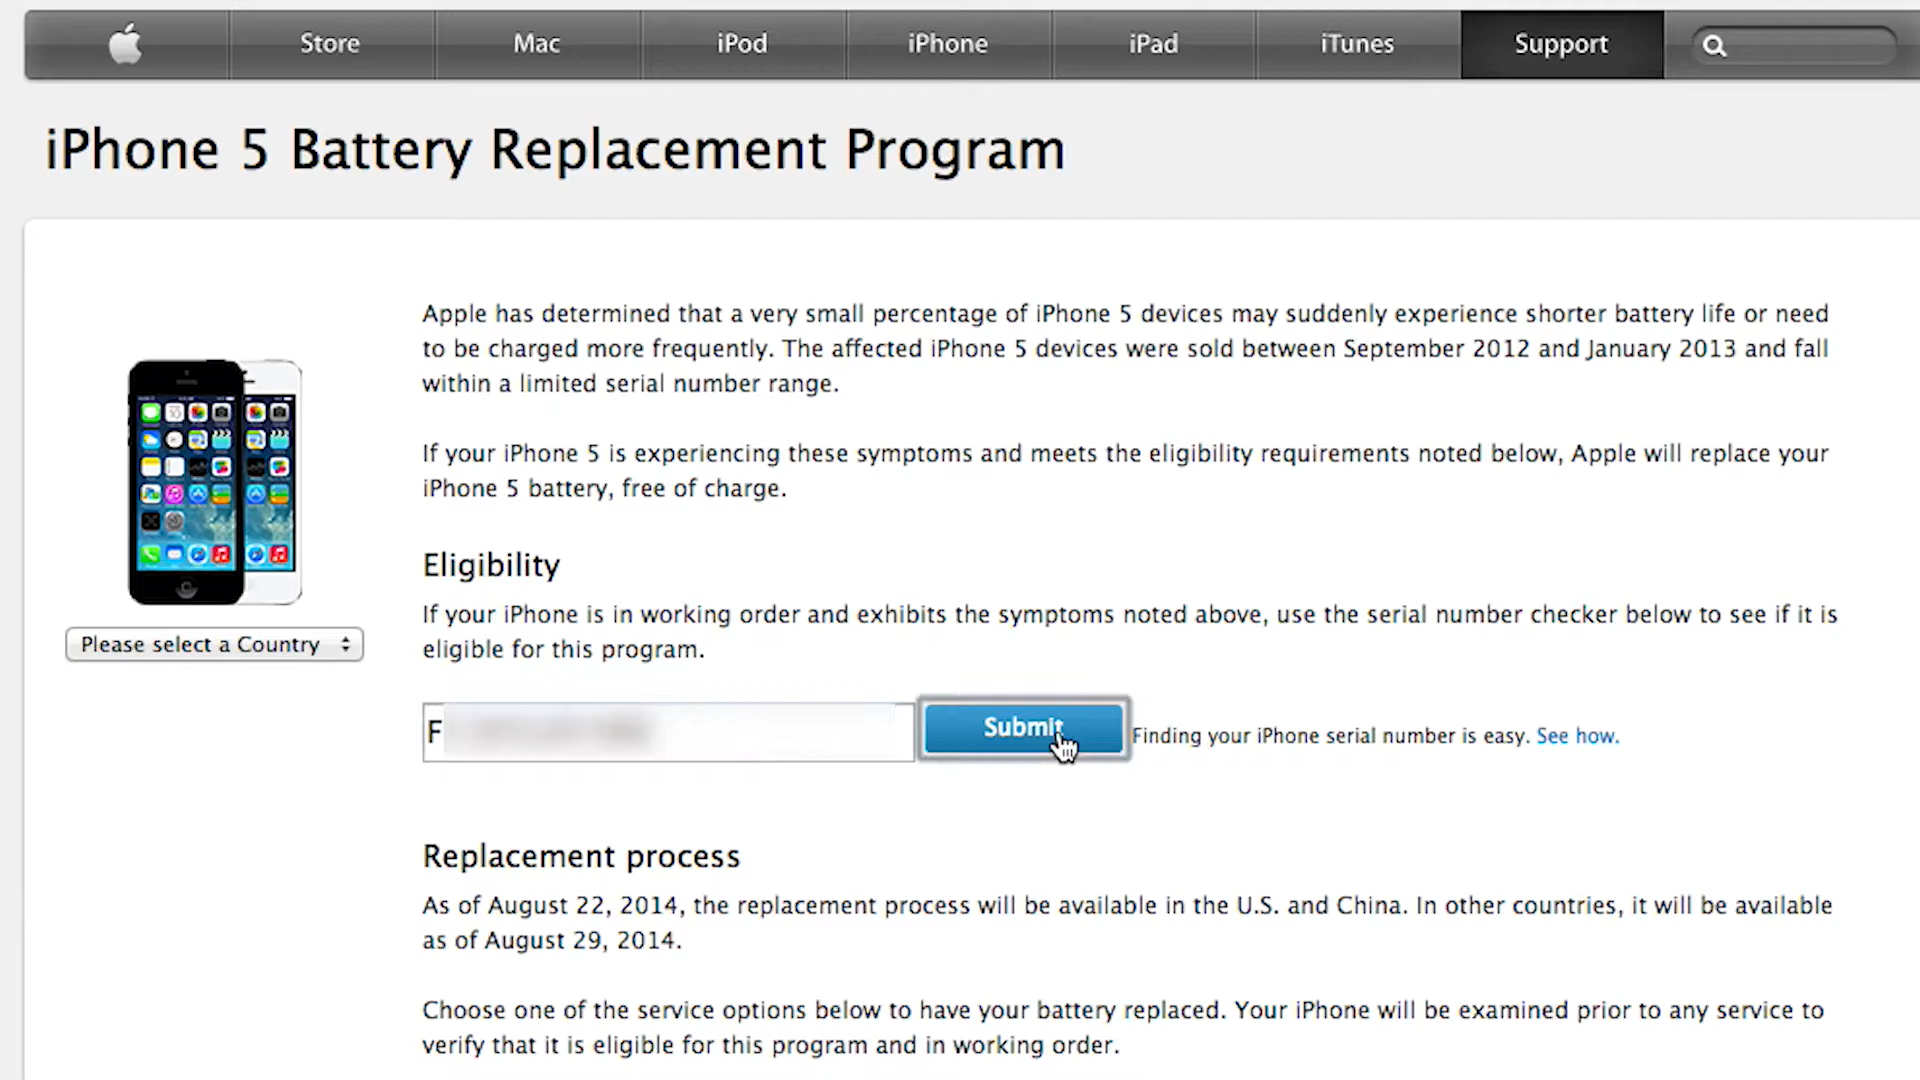 Store Mac iPod iPhone iPad iTunes Support
iPhone 5 Battery Replacement Program
Apple has determined that a very small percentage of iPhone 5 devices may suddenly experience shorter battery life or need
to be charged more frequently. The affected iPhone 5 devices were sold between September 2012 and January 2013 and fall
within a limited serial number range.
If your iPhone 5 is experiencing these symptoms and meets the eligibility requirements noted below, Apple will replace your
iPhone 5 battery, free of charge.
Please select a Country
Eligibility
If your iPhone is in working order and exhibits the symptoms noted above, use the serial number checker below to see if it is
eligible for this program.
F
Submit
Finding your iPhone serial number is easy. See how.
Replacement process
As of August 22, 2014, the replacement process will be available in the U.S. and China. In other countries, it will be available
as of August 29, 2014.
Choose one of the service options below to have your battery replaced. Your iPhone will be examined prior to any service to
verify that it is eligible for this program and in working order.